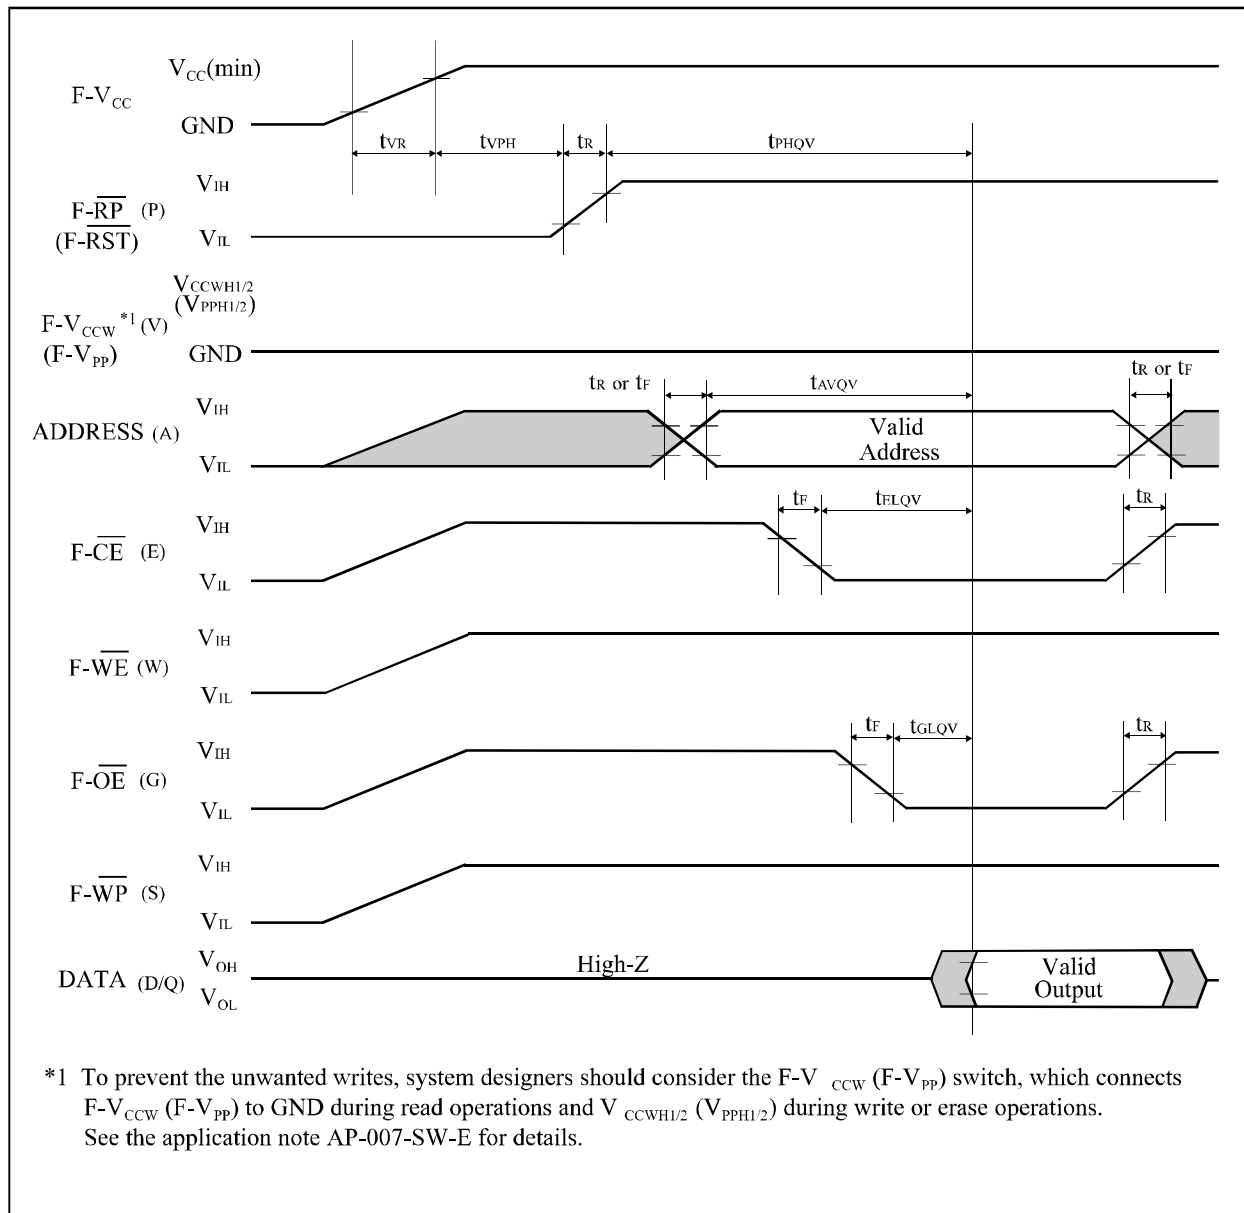 VCC(min)
F-VCC
GND
tVR
tVPH
tR
tPHQV
VIH
F-RP (P)
(F-RST)
VIL
VCCWH1/2
(VPPH1/2)
F-VCCW *1 (V)
(F-VPP)
GND
tR or tF
tAVQV
tR or tF
VIH
ADDRESS (A)
Valid
Address
VIL
tF
tELQV
tR
VIH
F-CE (E)
VIL
VIH
F-WE (W)
VIL
tF
tGLQV
tR
VIH
F-OE (G)
VIL
VIH
F-WP (S)
VIL
VOH
High-Z
DATA (D/Q)
Valid
Output
VOL
*1 To prevent the unwanted writes, system designers should consider the F-V CCW (F-VPP) switch, which connects
F-VCCW (F-VPP) to GND during read operations and V CCWH1/2 (VPPH1/2) during write or erase operations.
See the application note AP-007-SW-E for details.